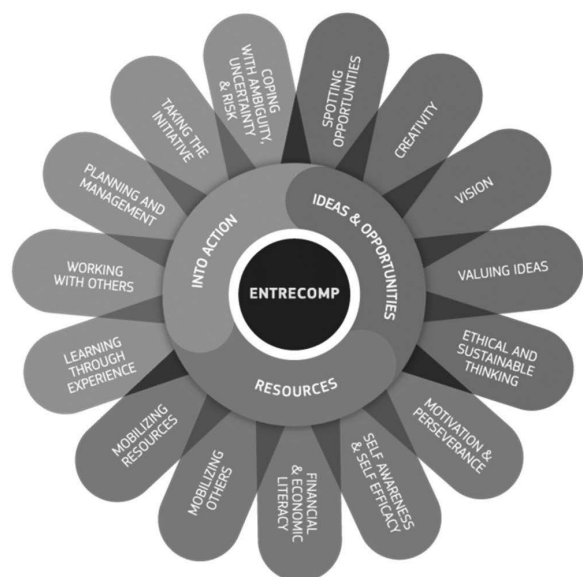 ENTRECOMP
IDEAS & OPPORTUNITIES
RESOURCES
INTO ACTION
SPOTTING
OPPORTUNITIES
CREATIVITY
VISION
VALUING IDEAS
ETHICAL AND
SUSTAINABLE
THINKING
MOTIVATION &
PERSEVERANCE
SELF AWARENESS
& SELF EFFICACY
FINANCIAL
& ECONOMIC
LITERACY
MOBILIZING
OTHERS
MOBILIZING
RESOURCES
LEARNING
THROUGH
EXPERIENCE
WORKING
WITH OTHERS
PLANNING AND
MANAGEMENT
TAKING THE
INITIATIVE
COPING
WITH AMBIGUITY,
UNCERTAINTY
& RISK